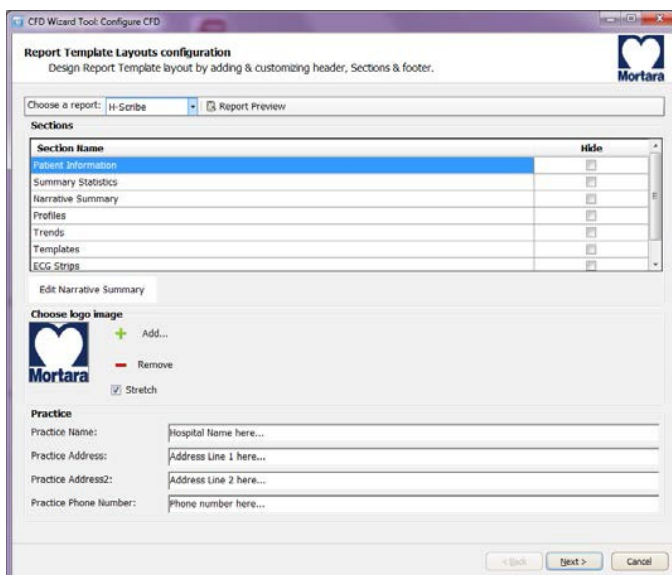 CFD Wizard Tool: Configure CFD
Report Template Layouts configuration
Design Report Template layout by adding & customizing header, Sections & footer.
Mortara
Choose a report: H-Scribe Report Preview
Sections
Section Name Hide
Patient Information
Summary Statistics
Narrative Summary
Profiles
Trends
Templates
ECG Strips
Edit Narrative Summary
Choose logo image
Mortara
Add...
Remove
Stretch
Practice
Practice Name: Hospital Name here...
Practice Address: Address Line 1 here...
Practice Address2: Address Line 2 here...
Practice Phone Number: Phone number here...
< Back Next > Cancel